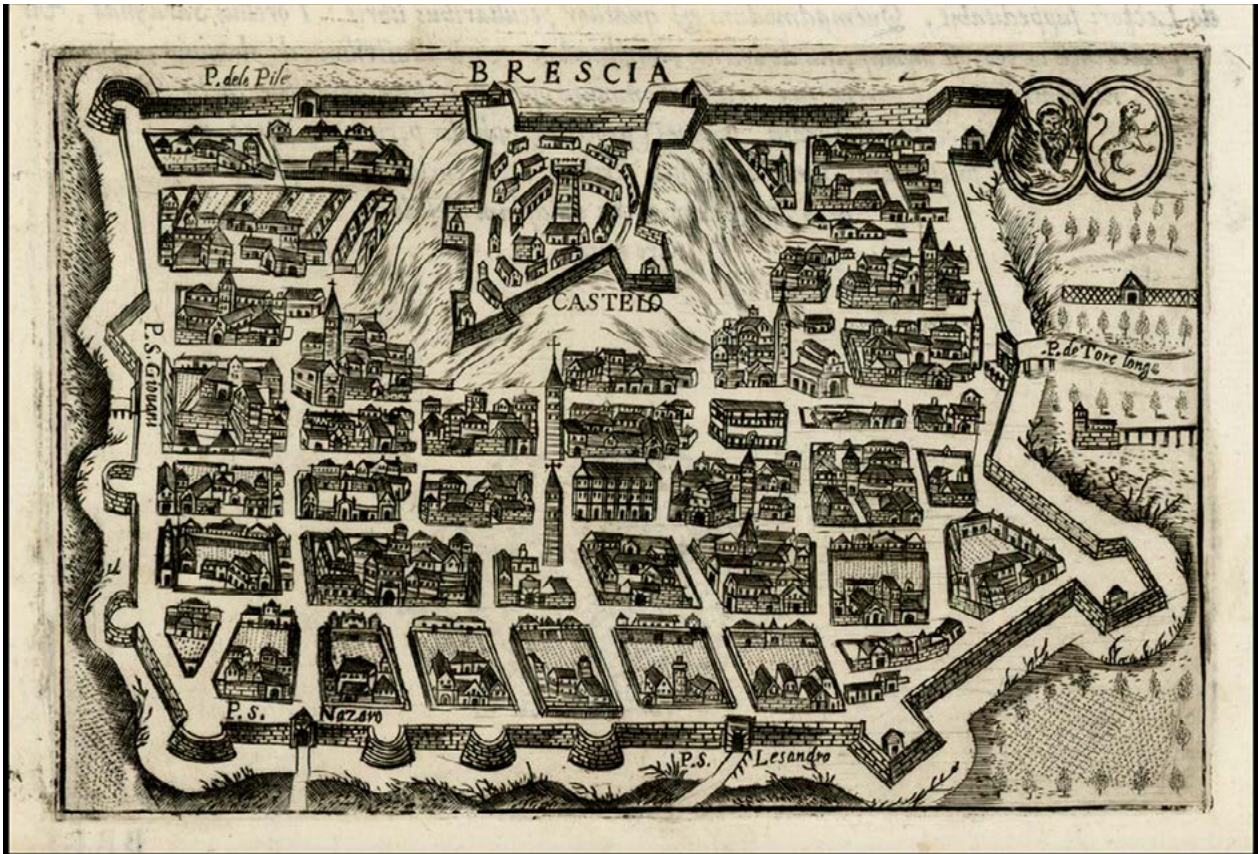 P. dele Pile
BRESCIA
CASTELO
P. S. Giovani
P. de Tore longa
P. S. Nazaro
P. S. Lesandro